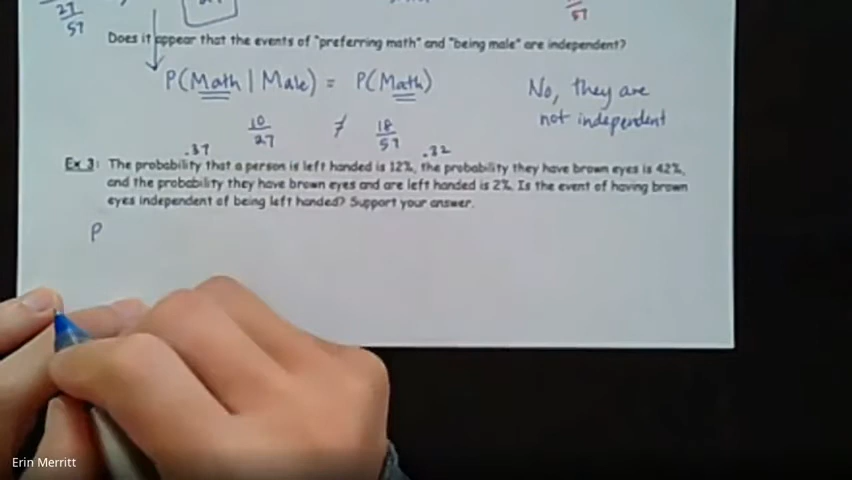 27
57
57
Does it appear that the events of "preferring math" and "being male" are independent?
P(Math | Male) = P(Math)
No, they are
not independent
10/27 ≠ 18/57
.37 .32
Ex 3: The probability that a person is left handed is 12%, the probability they have brown eyes is 42%,
and the probability they have brown eyes and are left handed is 2%. Is the event of having brown
eyes independent of being left handed? Support your answer.
P
Erin Merritt